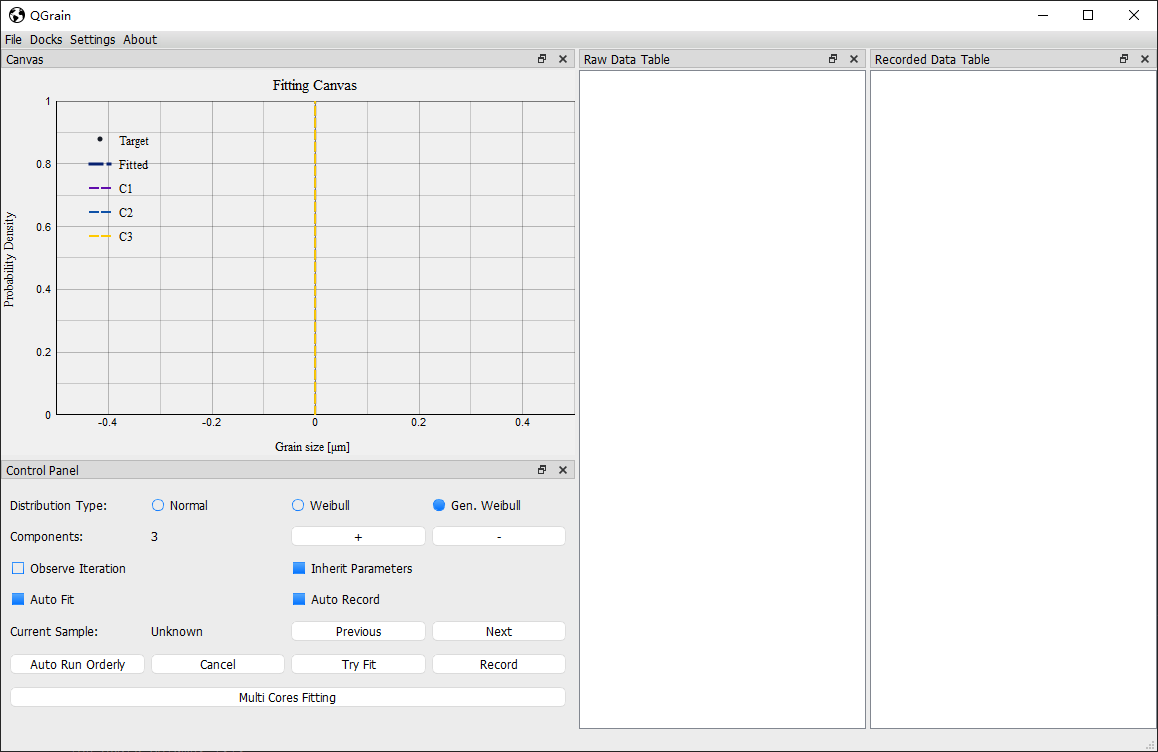 QGrain
File Docks Settings About
Canvas
Fitting Canvas
1
0.8
0.6
0.4
0.2
0
Probability Density
Target
Fitted
C1
C2
C3
-0.4 -0.2 0 0.2 0.4
Grain size [μm]
Control Panel
Distribution Type: Normal Weibull Gen. Weibull
Components: 3 + -
Observe Iteration Inherit Parameters
Auto Fit Auto Record
Current Sample: Unknown Previous Next
Auto Run Orderly Cancel Try Fit Record
Multi Cores Fitting
Raw Data Table
Recorded Data Table